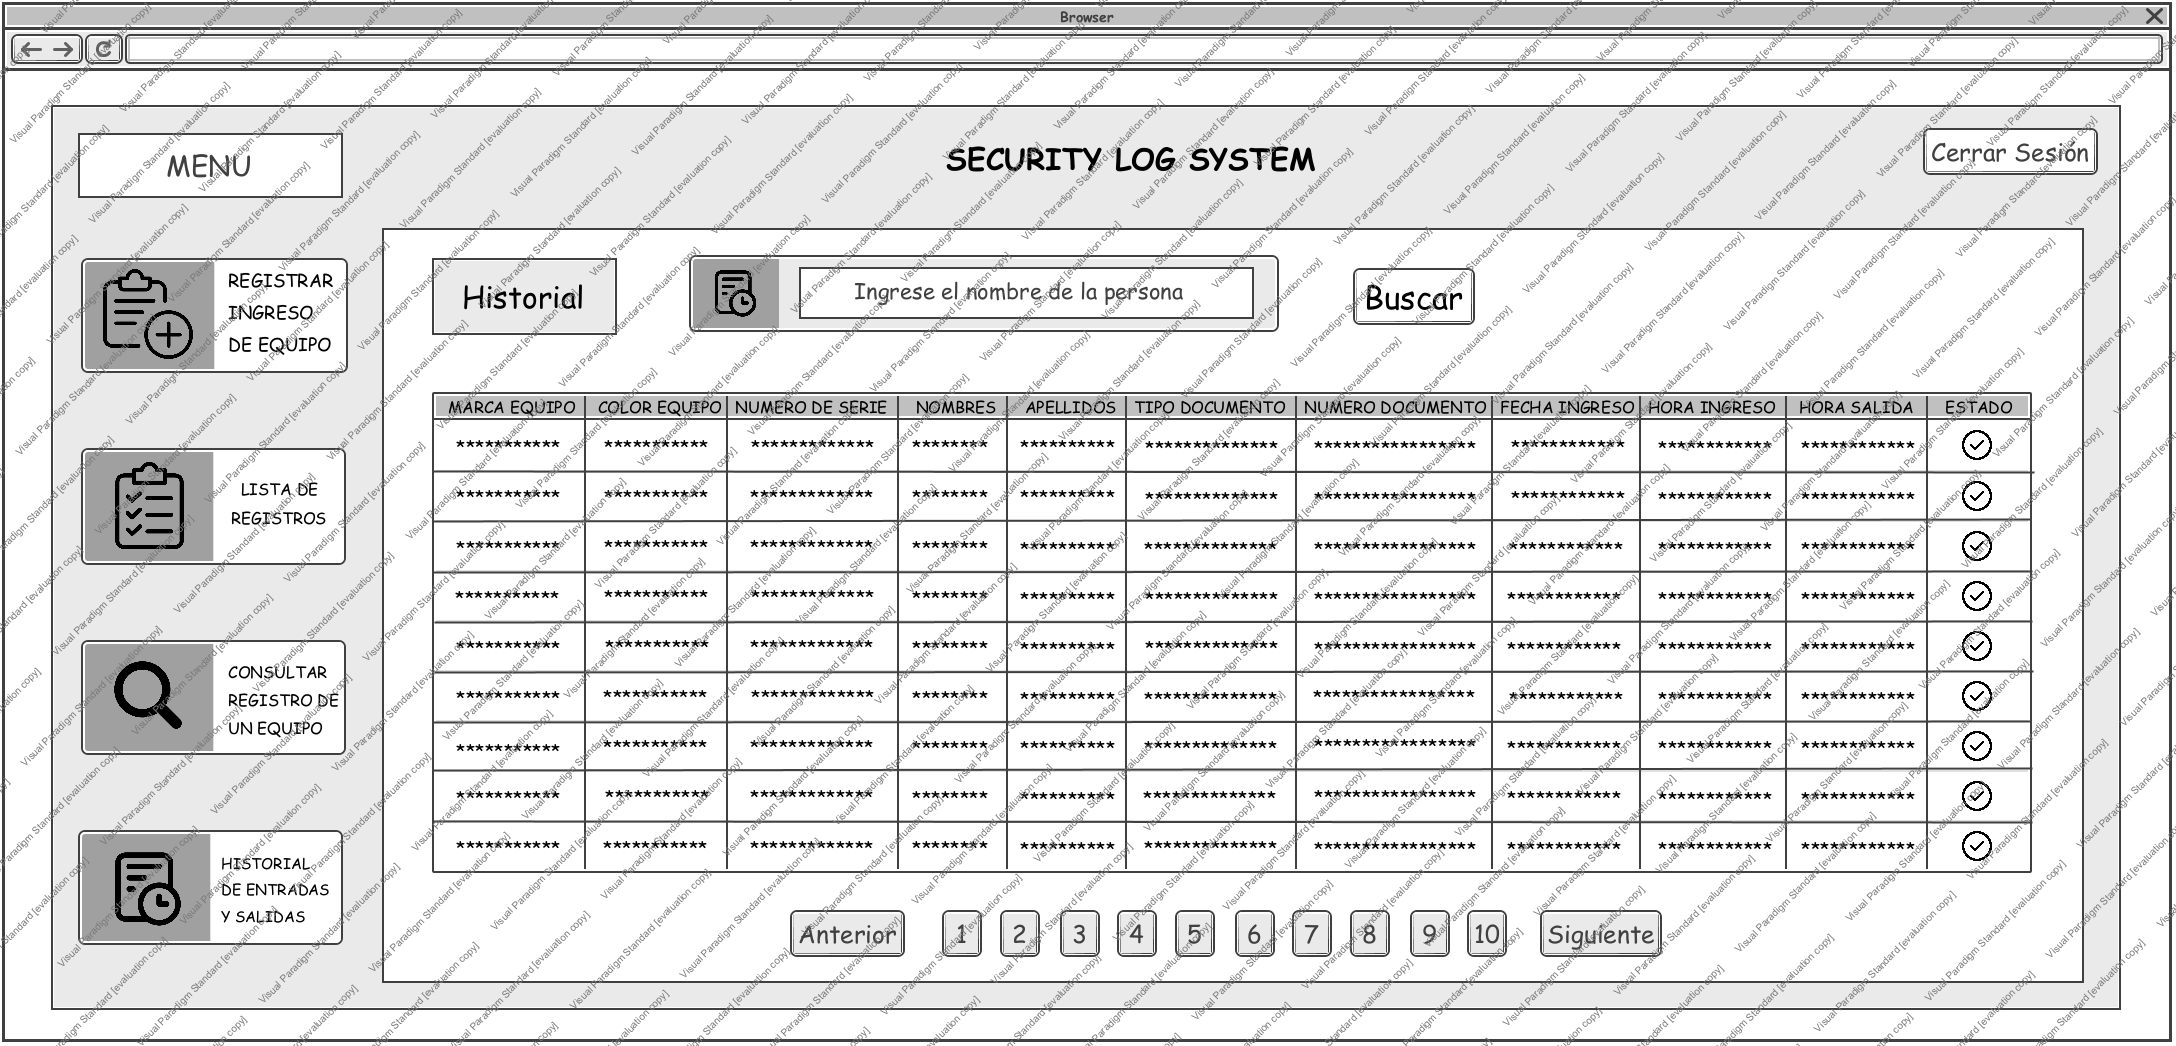 Browser
MENU
SECURITY LOG SYSTEM
Cerrar Sesión
REGISTRAR
INGRESO
DE EQUIPO
LISTA DE
REGISTROS
CONSULTAR
REGISTRO DE
UN EQUIPO
HISTORIAL
DE ENTRADAS
Y SALIDAS
Historial
Ingrese el nombre de la persona
Buscar
MARCA EQUIPO COLOR EQUIPO NUMERO DE SERIE NOMBRES APELLIDOS TIPO DOCUMENTO NUMERO DOCUMENTO FECHA INGRESO HORA INGRESO HORA SALIDA ESTADO
*********** *********** ************* ******** ********** ************** ***************** ************ ************ ************
*********** *********** ************* ******** ********** ************** ***************** ************ ************ ************
*********** *********** ************* ******** ********** ************** ***************** ************ ************ ************
*********** *********** ************* ******** ********** ************** ***************** ************ ************ ************
*********** *********** ************* ******** ********** ************** ***************** ************ ************ ************
*********** *********** ************* ******** ********** ************** ***************** ************ ************ ************
*********** *********** ************* ******** ********** ************** ***************** ************ ************ ************
*********** *********** ************* ******** ********** ************** ***************** ************ ************ ************
*********** *********** ************* ******** ********** ************** ***************** ************ ************ ************
Anterior 1 2 3 4 5 6 7 8 9 10 Siguiente
Visual Paradigm Standard [evaluation copy]